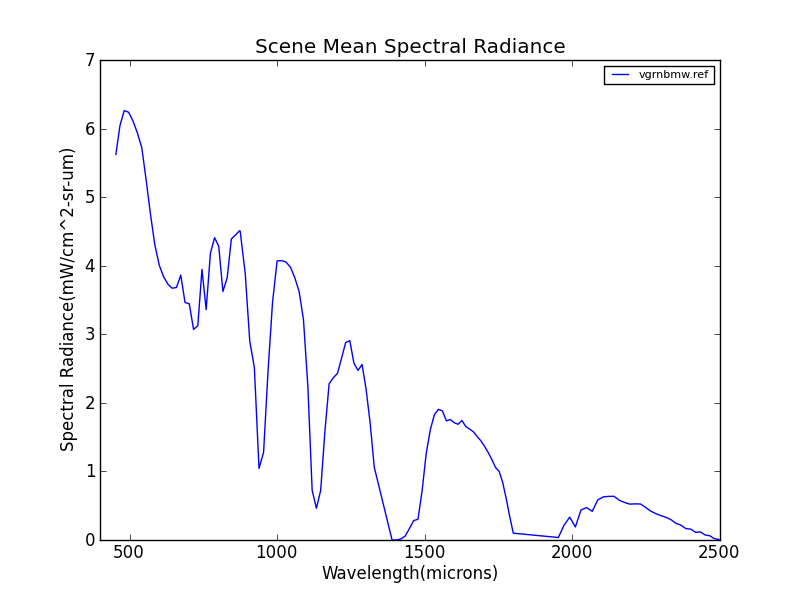 Scene Mean Spectral Radiance
vgrnbmw.ref
7
6
5
4
3
2
1
0
Spectral Radiance(mW/cm^2-sr-um)
500 1000 1500 2000 2500
Wavelength(microns)